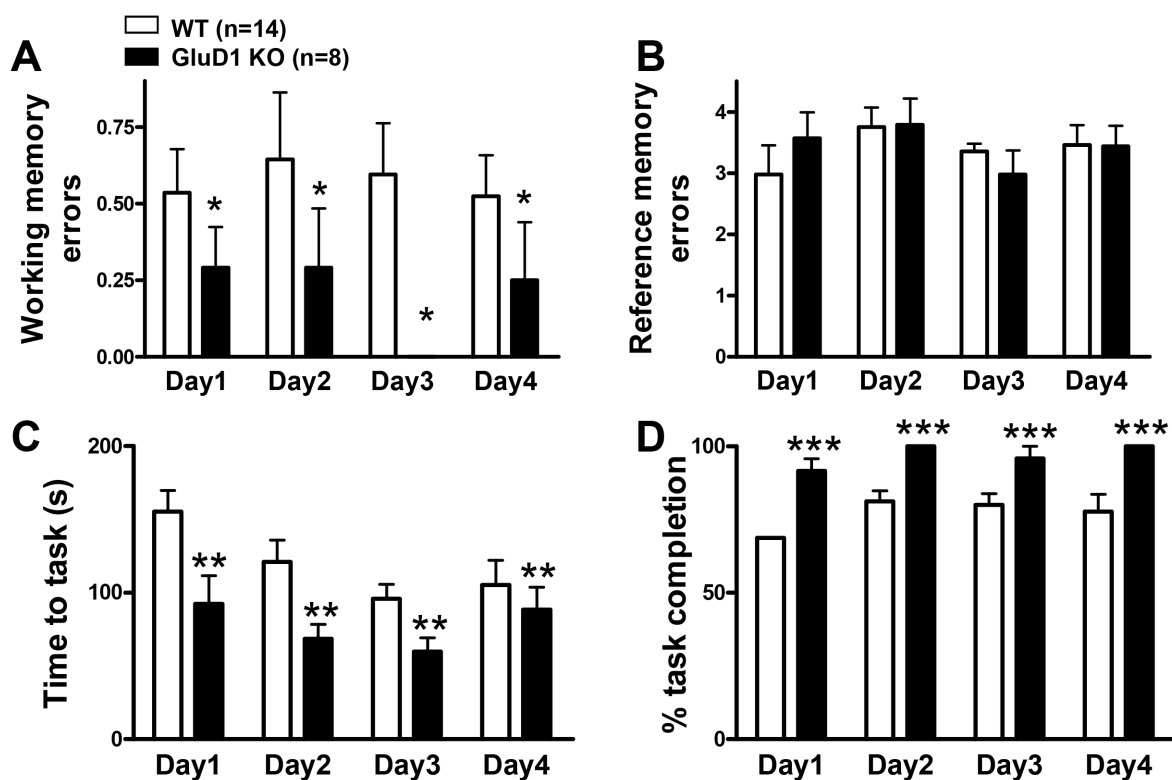 WT (n=14)
GluD1 KO (n=8)
A
Working memory
errors
0.75
0.50
0.25
0.00
*
*
*
*
Day1 Day2 Day3 Day4
B
Reference memory
errors
4
3
2
1
0
Day1 Day2 Day3 Day4
C
Time to task (s)
200
100
0
**
**
**
**
Day1 Day2 Day3 Day4
D
% task completion
100
50
0
***
***
***
***
Day1 Day2 Day3 Day4